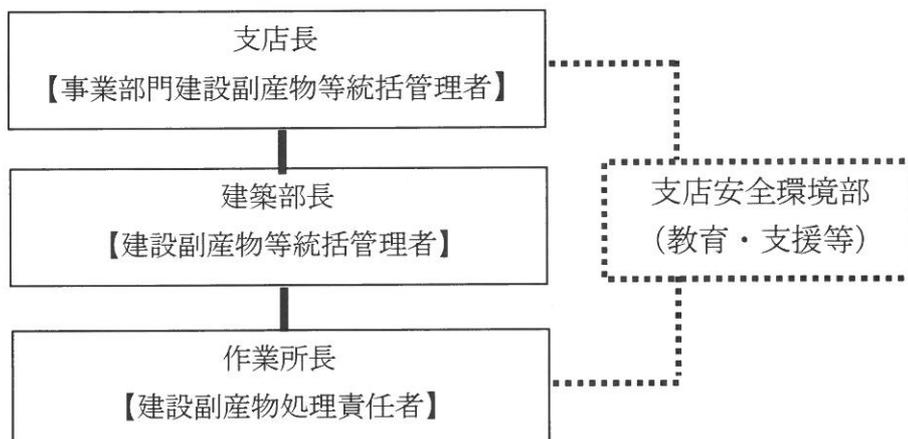 支店長
【事業部門建設副産物等統括管理者】
建築部長
【建設副産物等統括管理者】
支店安全環境部
（教育・支援等）
作業所長
【建設副産物処理責任者】